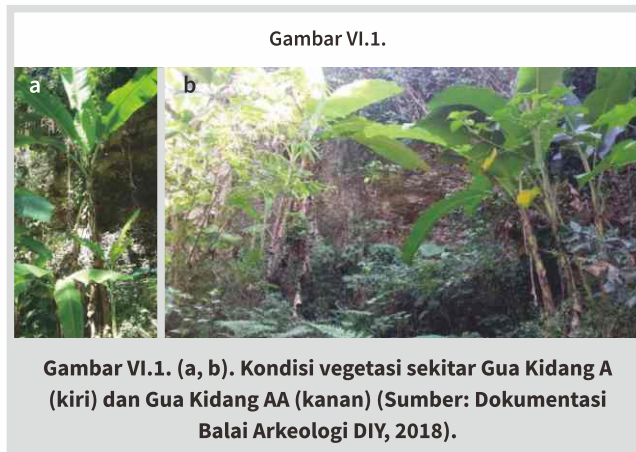 Gambar VI.1.
a
b
Gambar VI.1. (a, b). Kondisi vegetasi sekitar Gua Kidang A
(kiri) dan Gua Kidang AA (kanan) (Sumber: Dokumentasi
Balai Arkeologi DIY, 2018).